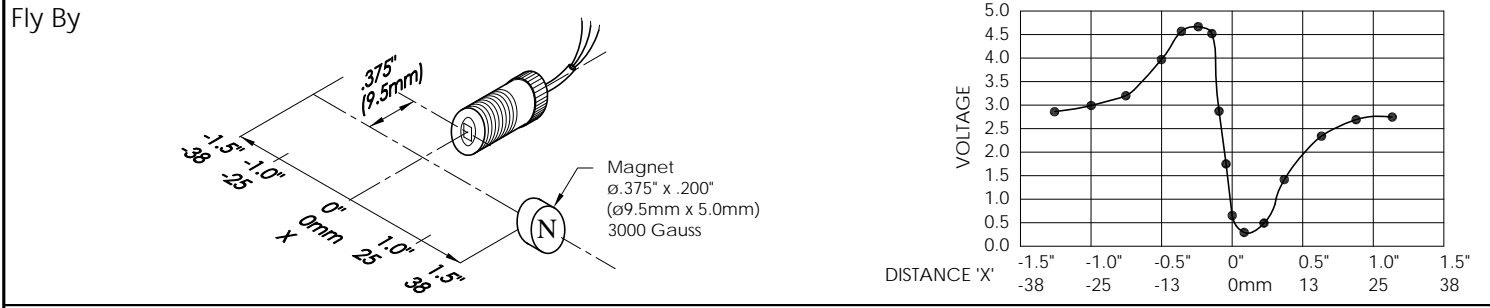 Fly By
.375"
(9.5mm)
-1.5" -1.0"
-38 -25
0"
0mm
X
1.0" 1.5"
25 38
N
Magnet
ø.375" x .200"
(ø9.5mm x 5.0mm)
3000 Gauss
VOLTAGE
5.0
4.5
4.0
3.5
3.0
2.5
2.0
1.5
1.0
0.5
0.0
-1.5" -1.0" -0.5" 0" 0.5" 1.0" 1.5"
DISTANCE 'X'
-38 -25 -13 0mm 13 25 38